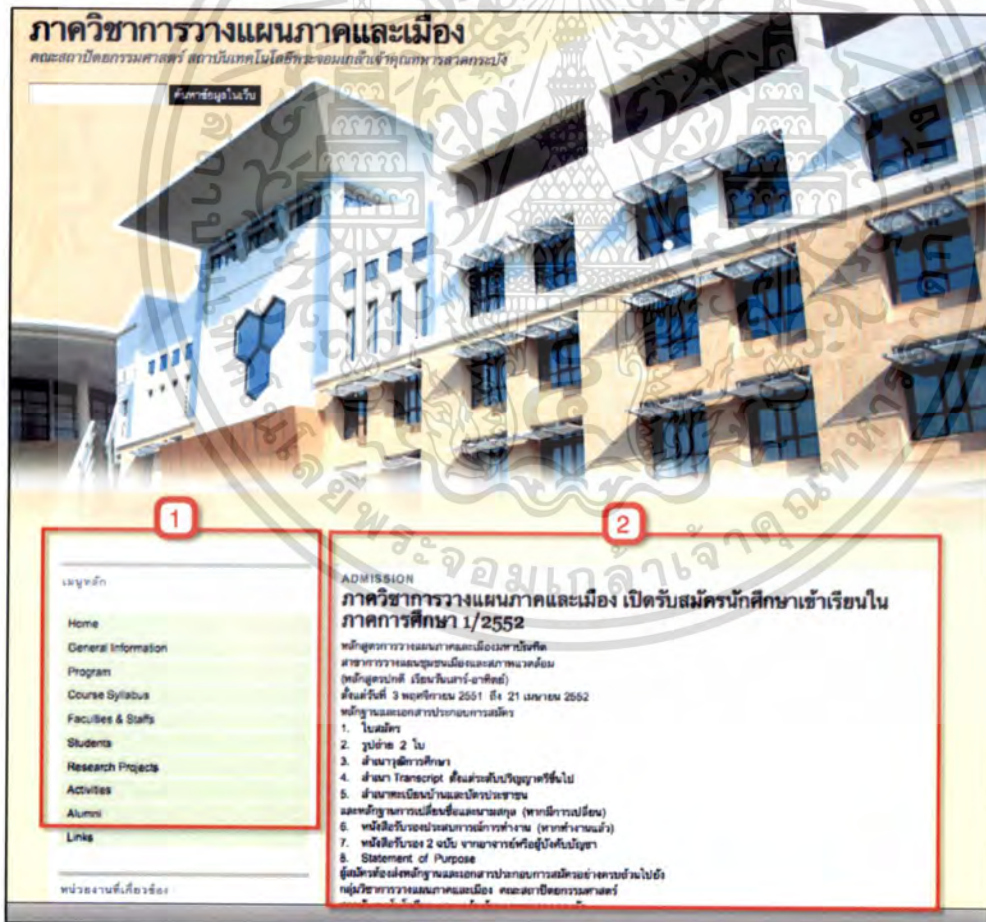 ภาควิชาการวางแผนภาคและเมือง
คณะสถาปัตยกรรมศาสตร์ สถาบันเทคโนโลยีพระจอมเกล้าเจ้าคุณทหารลาดกระบัง
ค้นหาข้อมูลในเว็บ
1
เมนูหลัก
Home
General Information
Program
Course Syllabus
Faculties & Staffs
Students
Research Projects
Activities
Alumni
Links
หน่วยงานที่เกี่ยวข้อง
2
ADMISSION
ภาควิชาการวางแผนภาคและเมือง เปิดรับสมัครนักศึกษาเข้าเรียนใน
ภาคการศึกษา 1/2552
หลักสูตรการวางแผนภาคและเมืองมหาบัณฑิต
สาขาการวางแผนชุมชนเมืองและสภาพแวดล้อม
(หลักสูตรปกติ เรียนวันเสาร์-อาทิตย์)
ตั้งแต่วันที่ 3 พฤศจิกายน 2551 ถึง 21 เมษายน 2552
หลักฐานและเอกสารประกอบการสมัคร
1. ใบสมัคร
2. รูปถ่าย 2 ใบ
3. สำเนาวุฒิการศึกษา
4. สำเนา Transcript ตั้งแต่ระดับปริญญาตรีขึ้นไป
5. สำเนาทะเบียนบ้านและบัตรประชาชน
และหลักฐานการเปลี่ยนชื่อและนามสกุล (หากมีการเปลี่ยน)
6. หนังสือรับรองประสบการณ์การทำงาน (หากทำงานแล้ว)
7. หนังสือรับรอง 2 ฉบับ จากอาจารย์หรือผู้บังคับบัญชา
8. Statement of Purpose
ผู้สมัครต้องส่งหลักฐานและเอกสารประกอบการสมัครอย่างครบถ้วนไปยัง
กลุ่มวิชาการวางแผนภาคและเมือง คณะสถาปัตยกรรมศาสตร์